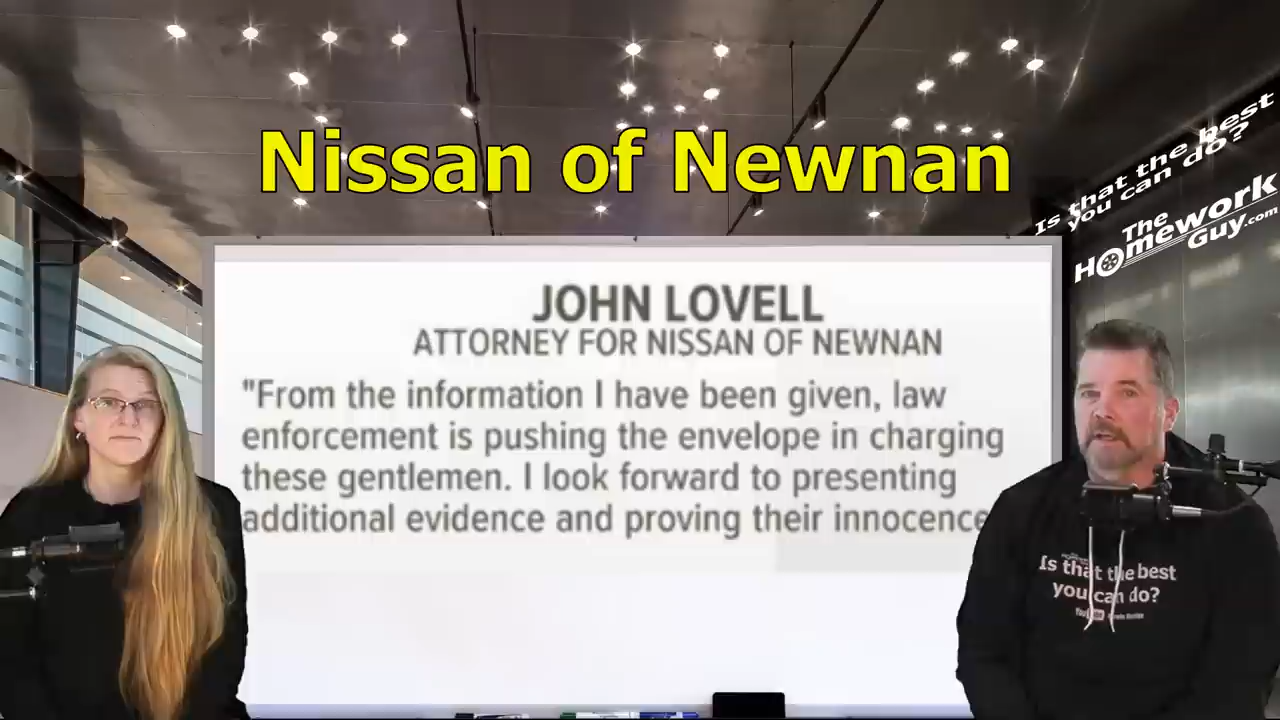 Nissan of Newnan
Is that the best
you can do?
The
Homework
Guy.com
JOHN LOVELL
ATTORNEY FOR NISSAN OF NEWNAN
"From the information I have been given, law
enforcement is pushing the envelope in charging
these gentlemen. I look forward to presenting
additional evidence and proving their innocence
Is that the best
you can do?